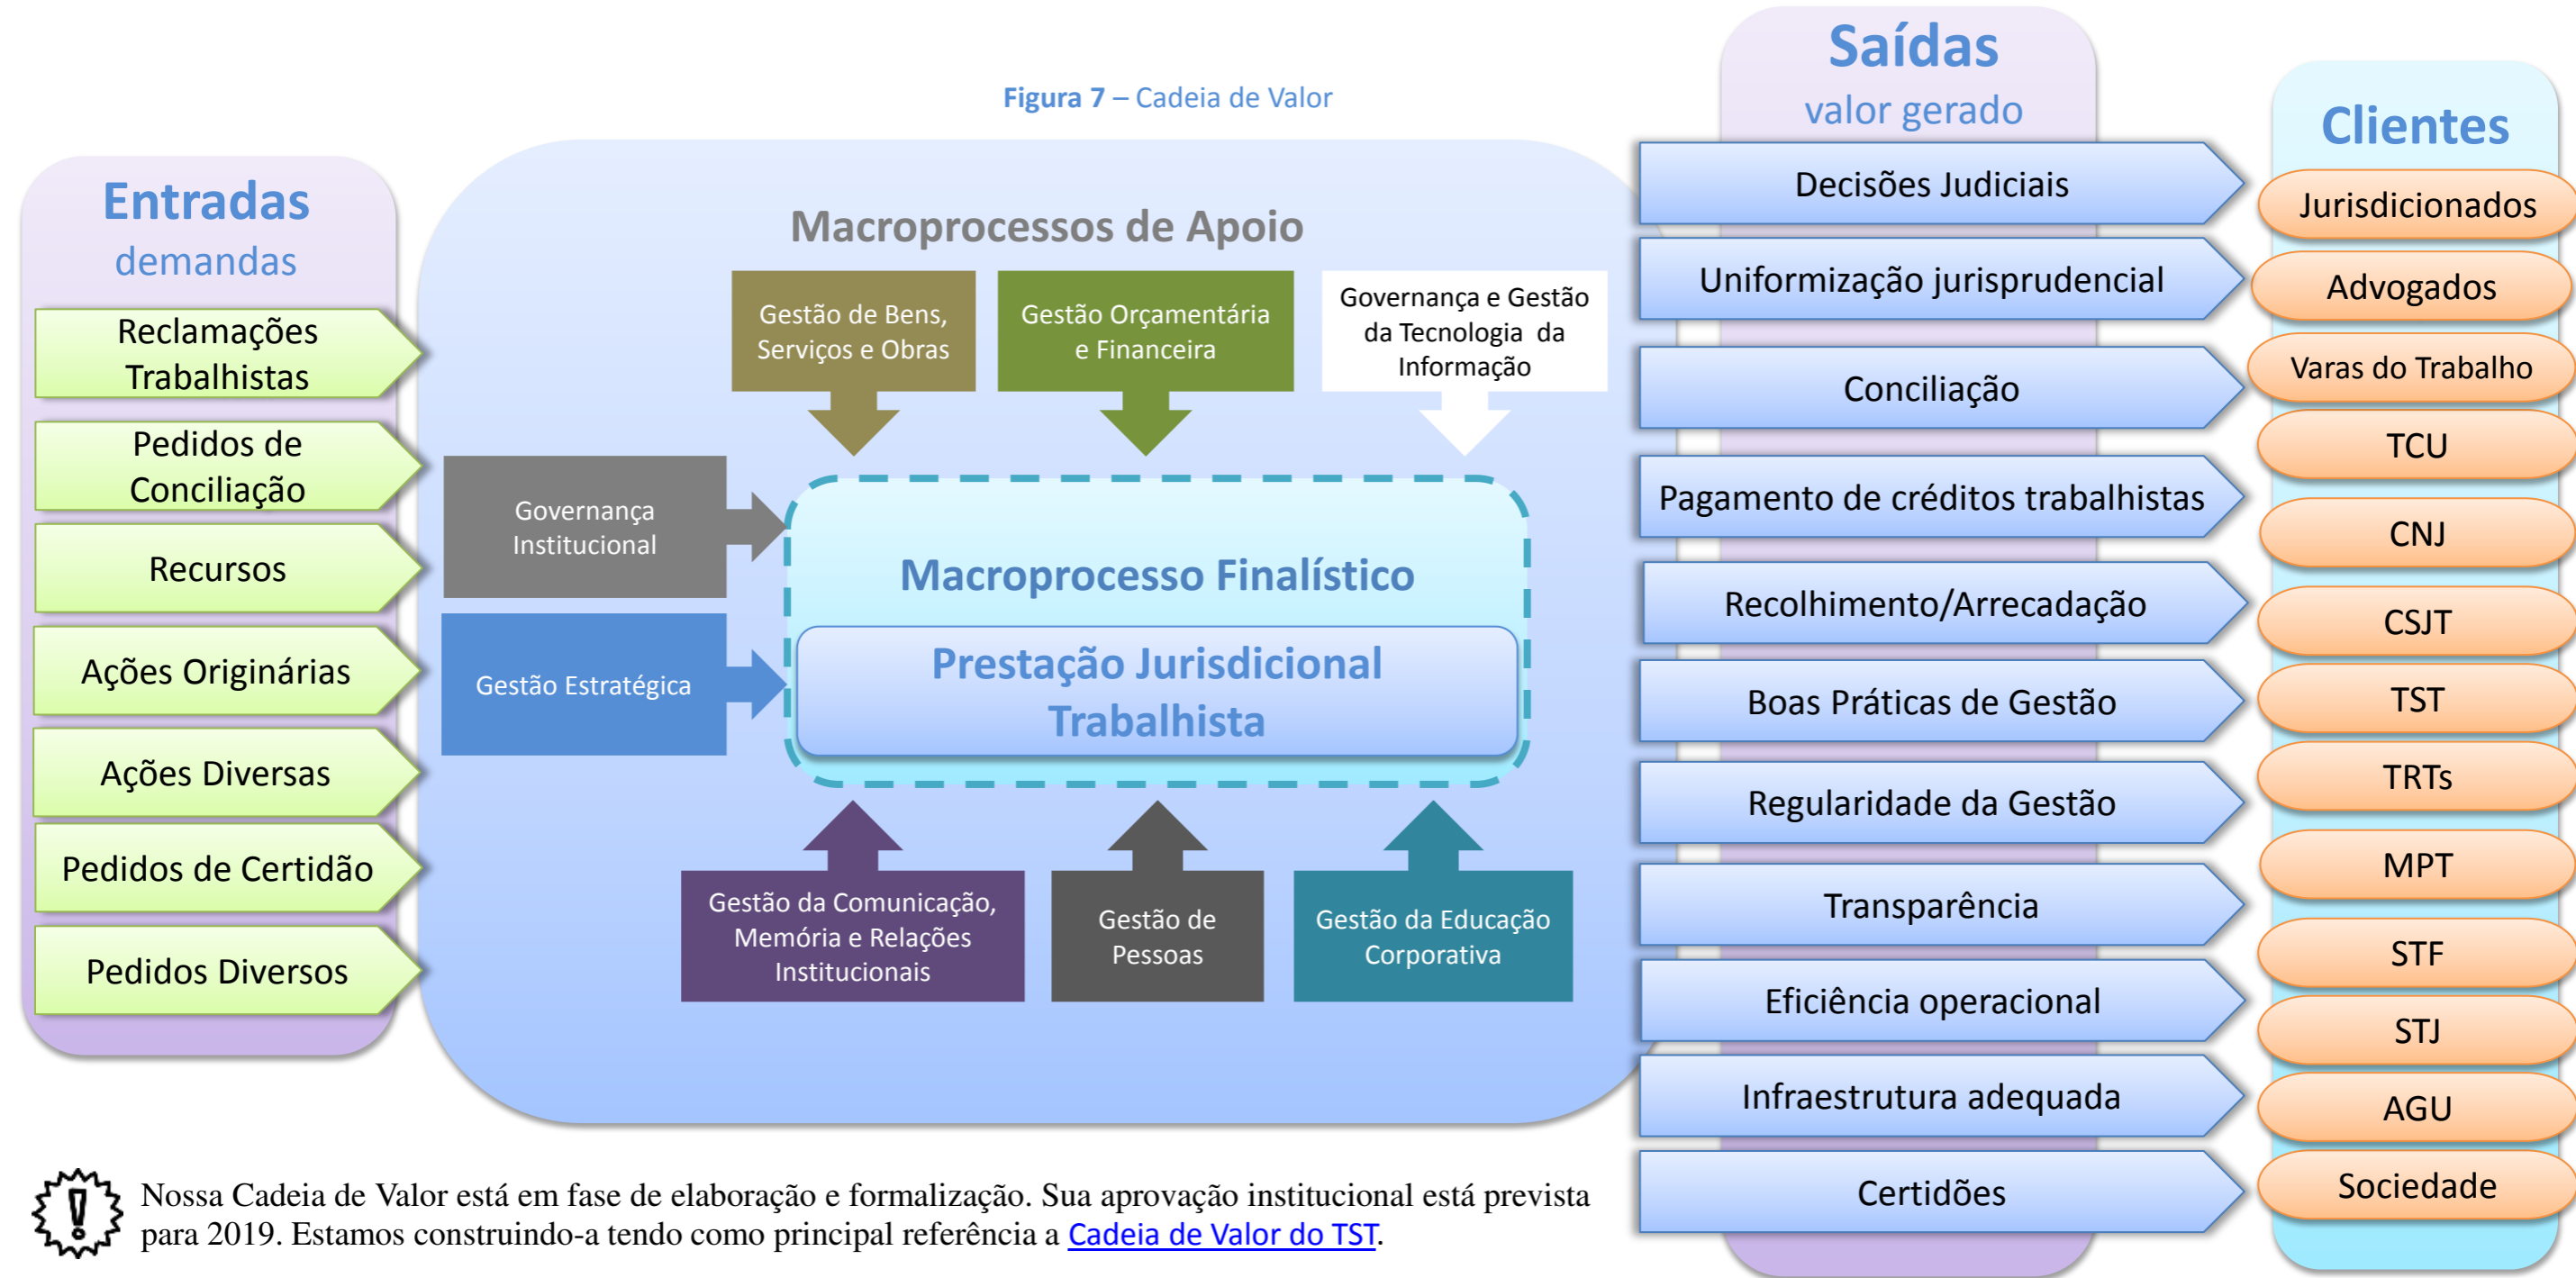 Figura 7 – Cadeia de Valor
Entradas
demandas
Reclamações
Trabalhistas
Pedidos de
Conciliação
Recursos
Ações Originárias
Ações Diversas
Pedidos de Certidão
Pedidos Diversos
Macroprocessos de Apoio
Gestão de Bens,
Serviços e Obras
Gestão Orçamentária
e Financeira
Governança e Gestão
da Tecnologia da
Informação
Governança
Institucional
Gestão Estratégica
Macroprocesso Finalístico
Prestação Jurisdicional
Trabalhista
Gestão da Comunicação,
Memória e Relações
Institucionais
Gestão de
Pessoas
Gestão da Educação
Corporativa
Saídas
valor gerado
Decisões Judiciais
Uniformização jurisprudencial
Conciliação
Pagamento de créditos trabalhistas
Recolhimento/Arrecadação
Boas Práticas de Gestão
Regularidade da Gestão
Transparência
Eficiência operacional
Infraestrutura adequada
Certidões
Clientes
Jurisdicionados
Advogados
Varas do Trabalho
TCU
CNJ
CSJT
TST
TRTs
MPT
STF
STJ
AGU
Sociedade
Nossa Cadeia de Valor está em fase de elaboração e formalização. Sua aprovação institucional está prevista
para 2019. Estamos construindo-a tendo como principal referência a Cadeia de Valor do TST.